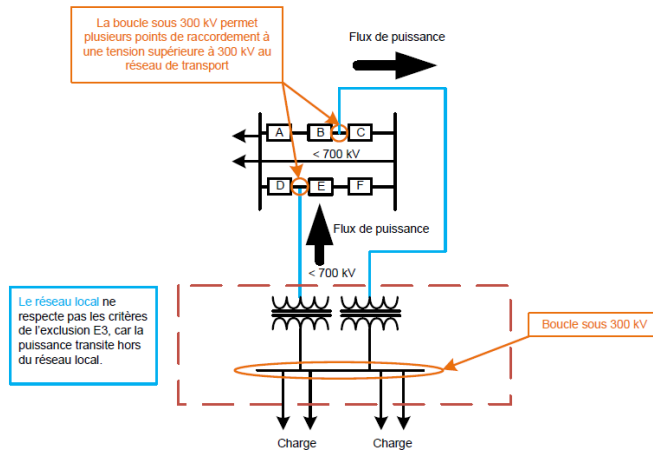 La boucle sous 300 kV permet
plusieurs points de raccordement à
une tension supérieure à 300 kV au
réseau de transport
Flux de puissance
A
B
C
< 700 kV
D
E
F
Flux de puissance
< 700 kV
Le réseau local ne
respecte pas les critères
de l'exclusion E3, car la
puissance transite hors
du réseau local.
Boucle sous 300 kV
Charge
Charge